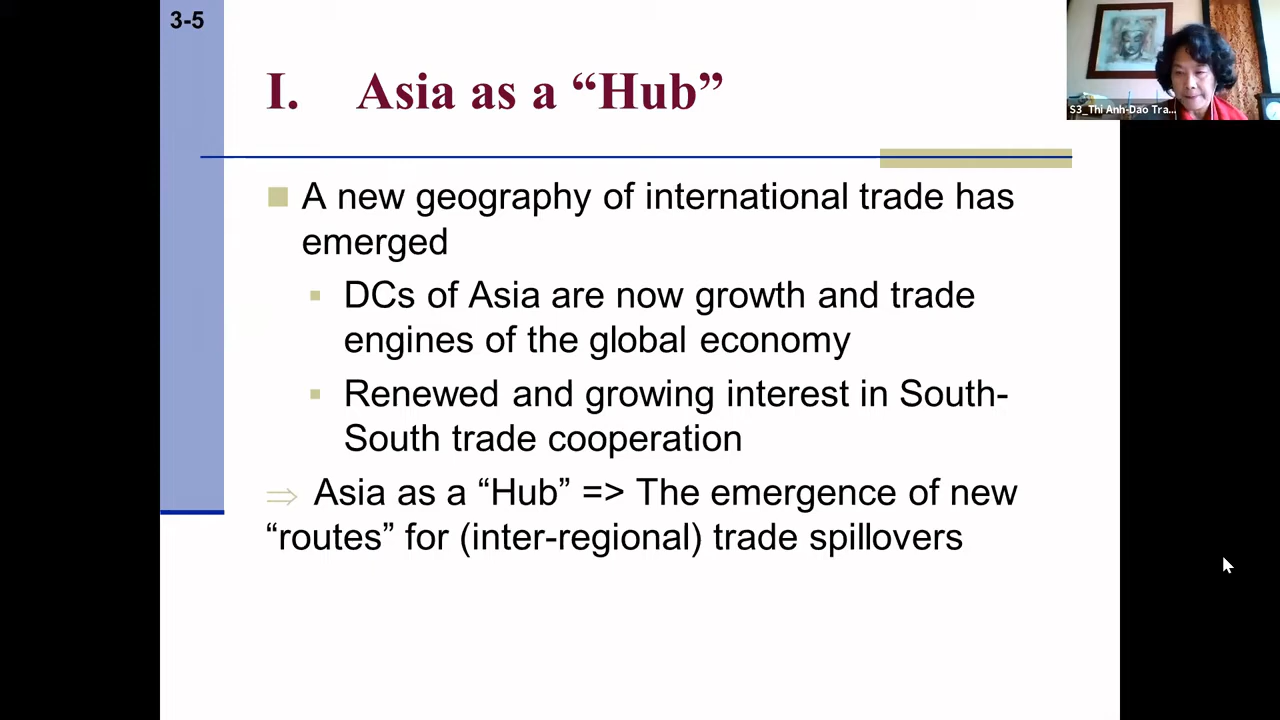 3-5
I. Asia as a “Hub”
A new geography of international trade has
emerged
DCs of Asia are now growth and trade
engines of the global economy
Renewed and growing interest in South-
South trade cooperation
⇒ Asia as a “Hub” => The emergence of new
“routes” for (inter-regional) trade spillovers
S3_Thi Anh-Dao Tra...